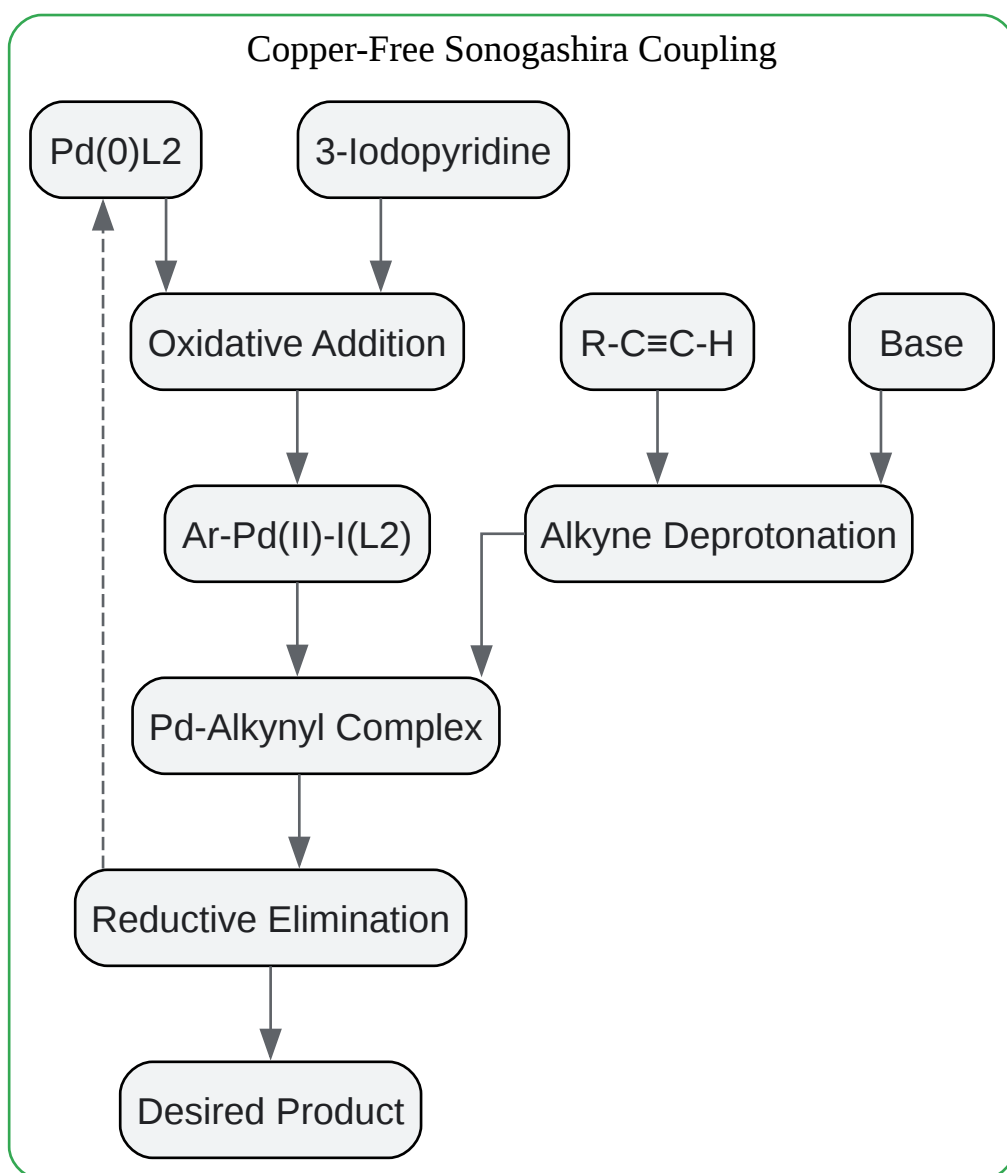 Copper-Free Sonogashira Coupling
Pd(0)L2
3-Iodopyridine
Oxidative Addition
R-C≡C-H
Base
Ar-Pd(II)-I(L2)
Alkyne Deprotonation
Pd-Alkynyl Complex
Reductive Elimination
Desired Product